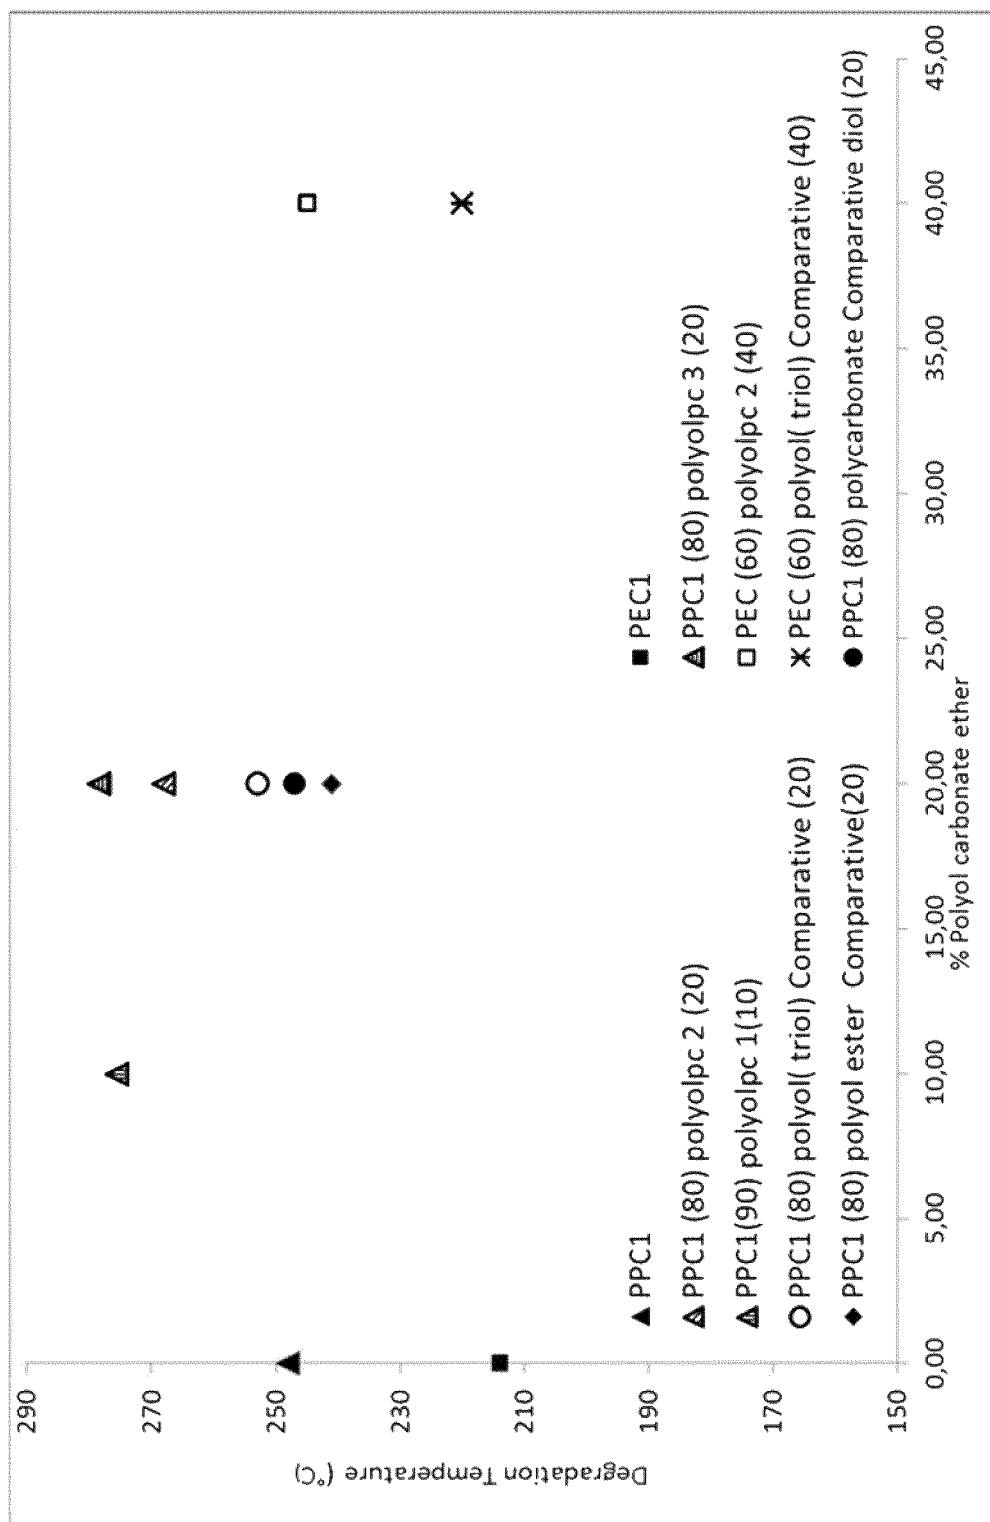 290
270
250
230
210
190
170
150
Degradation Temperature (°C)
0,00
5,00
10,00
15,00
20,00
25,00
30,00
35,00
40,00
45,00
% Polyol carbonate ether
PPC1
PPC1 (80) polyolpc 2 (20)
PPC1(90) polyolpc 1(10)
PPC1 (80) polyol( triol) Comparative (20)
PPC1 (80) polyol ester Comparative(20)
PEC1
PPC1 (80) polyolpc 3 (20)
PEC (60) polyolpc 2 (40)
PEC (60) polyol( triol) Comparative (40)
PPC1 (80) polycarbonate Comparative diol (20)